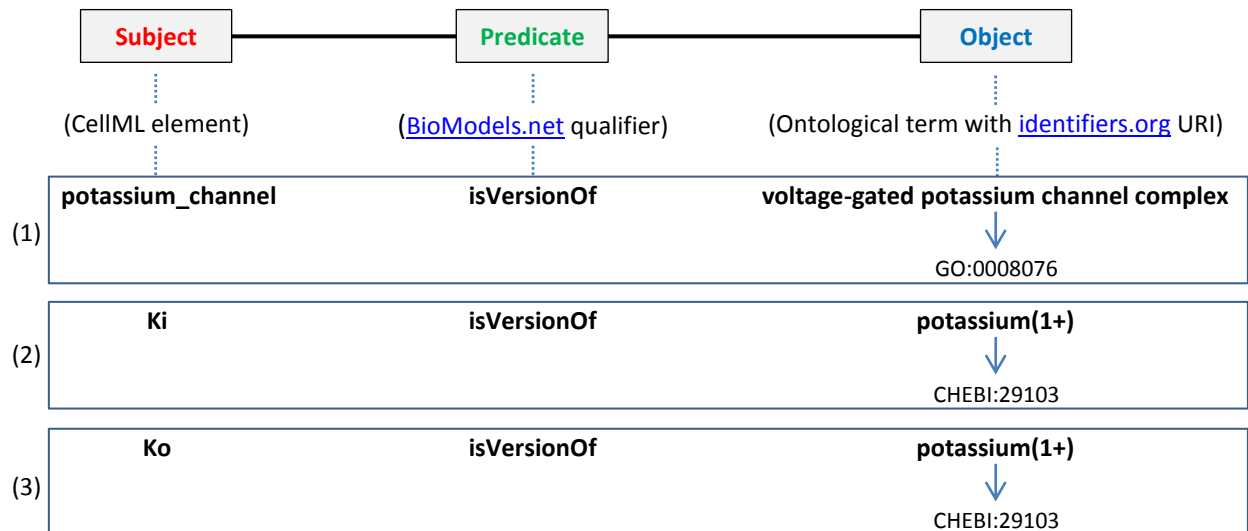 Subject Predicate Object
(CellML element) (BioModels.net qualifier) (Ontological term with identifiers.org URI)
potassium_channel isVersionOf voltage-gated potassium channel complex
(1)
GO:0008076
Ki isVersionOf potassium(1+)
(2)
CHEBI:29103
Ko isVersionOf potassium(1+)
(3)
CHEBI:29103